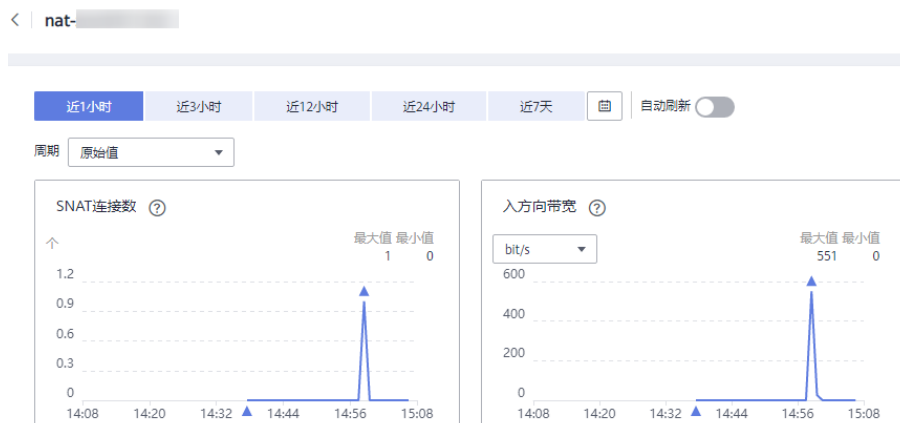 nat-
近1小时 近3小时 近12小时 近24小时 近7天 自动刷新
周期 原始值
SNAT连接数 ?
个
最大值 最小值
1 0
1.2
0.9
0.6
0.3
0
14:08 14:20 14:32 14:44 14:56 15:08
入方向带宽 ?
bit/s
最大值 最小值
551 0
600
400
200
0
14:08 14:20 14:32 14:44 14:56 15:08